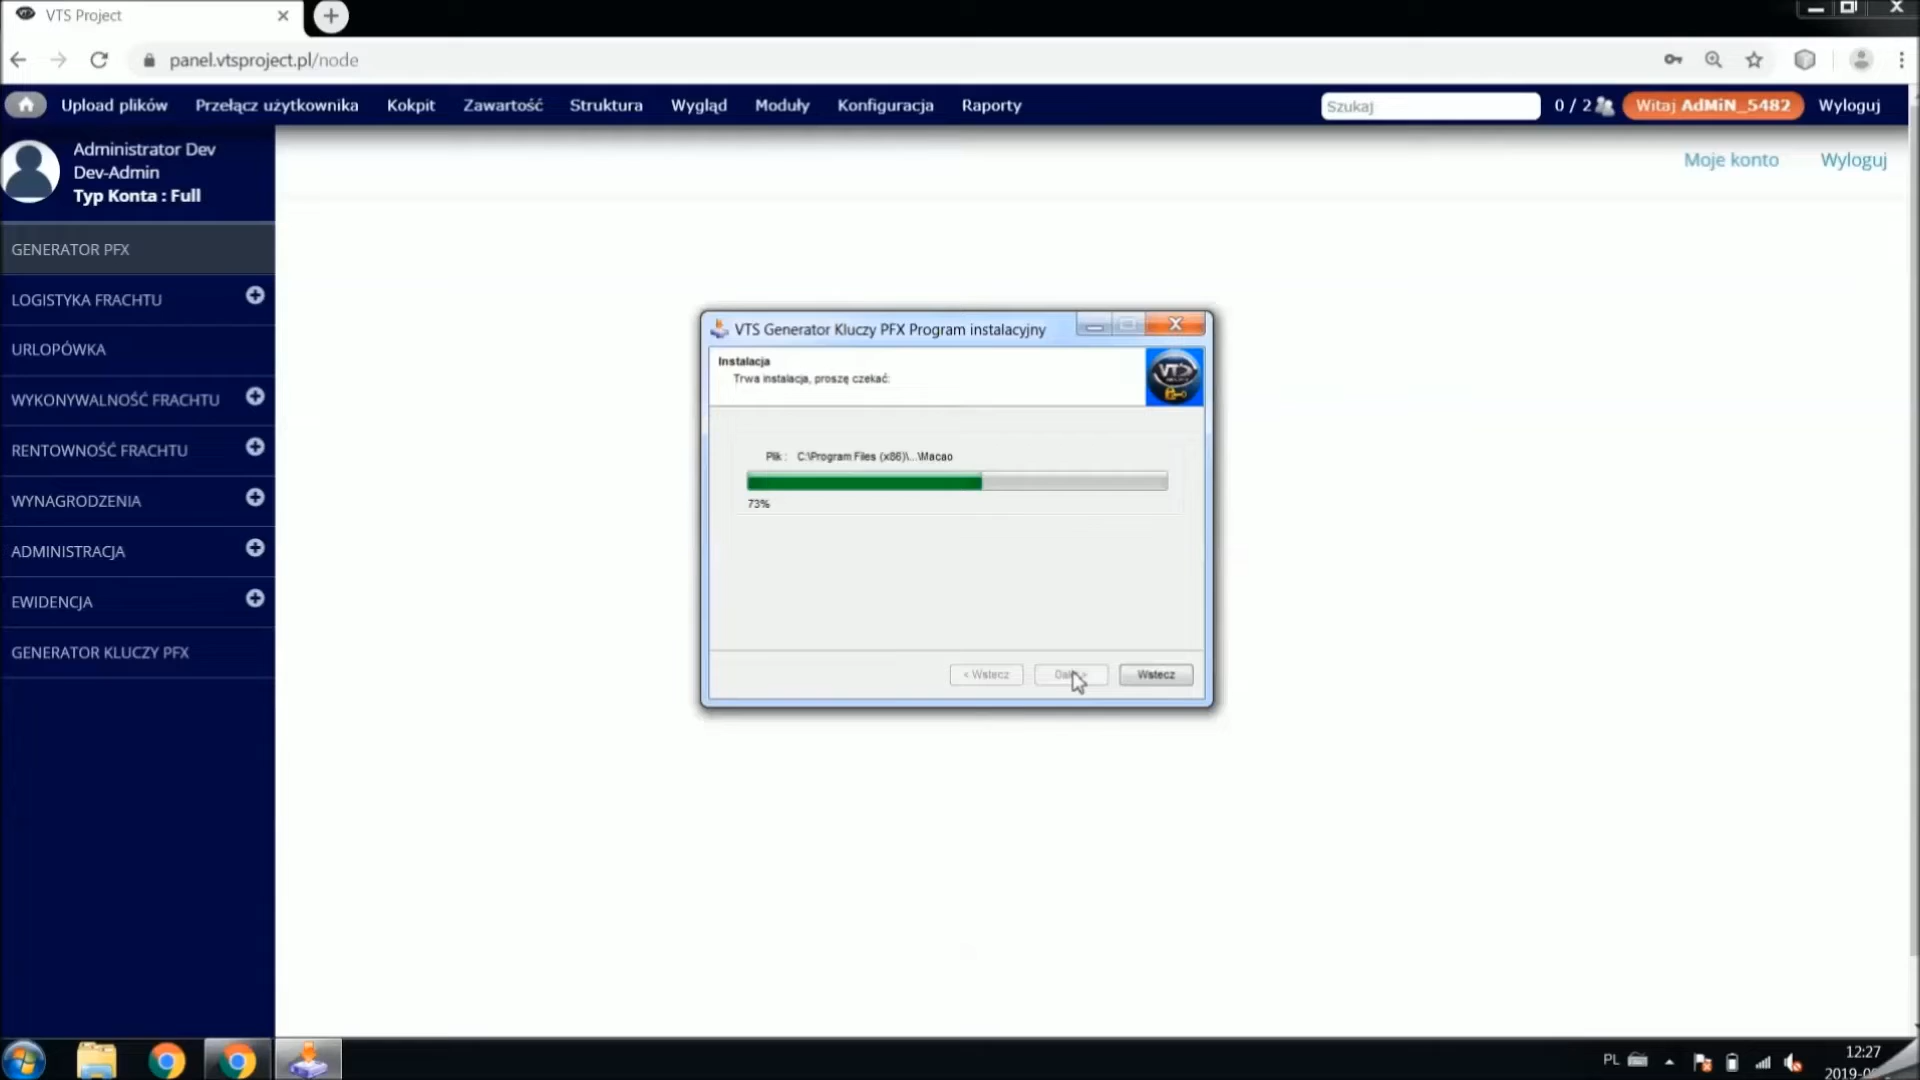 VTS Project
panel.vtsproject.pl/node
Upload plików Przełącz użytkownika Kokpit Zawartość Struktura Wygląd Moduły Konfiguracja Raporty Szukaj 0 / 2 Witaj AdMiN_5482 Wyloguj
Administrator Dev
Dev-Admin
Typ Konta : Full
Moje konto Wyloguj
GENERATOR PFX
LOGISTYKA FRACHTU
URLOPÓWKA
WYKONYWALNOŚĆ FRACHTU
RENTOWNOŚĆ FRACHTU
WYNAGRODZENIA
ADMINISTRACJA
EWIDENCJA
GENERATOR KLUCZY PFX
VTS Generator Kluczy PFX Program instalacyjny
Instalacja
Trwa instalacja, proszę czekać:
VTS
Plik : C:\Program Files (x86)\...\Macao
73%
< Wstecz Wstecz
PL 12:27